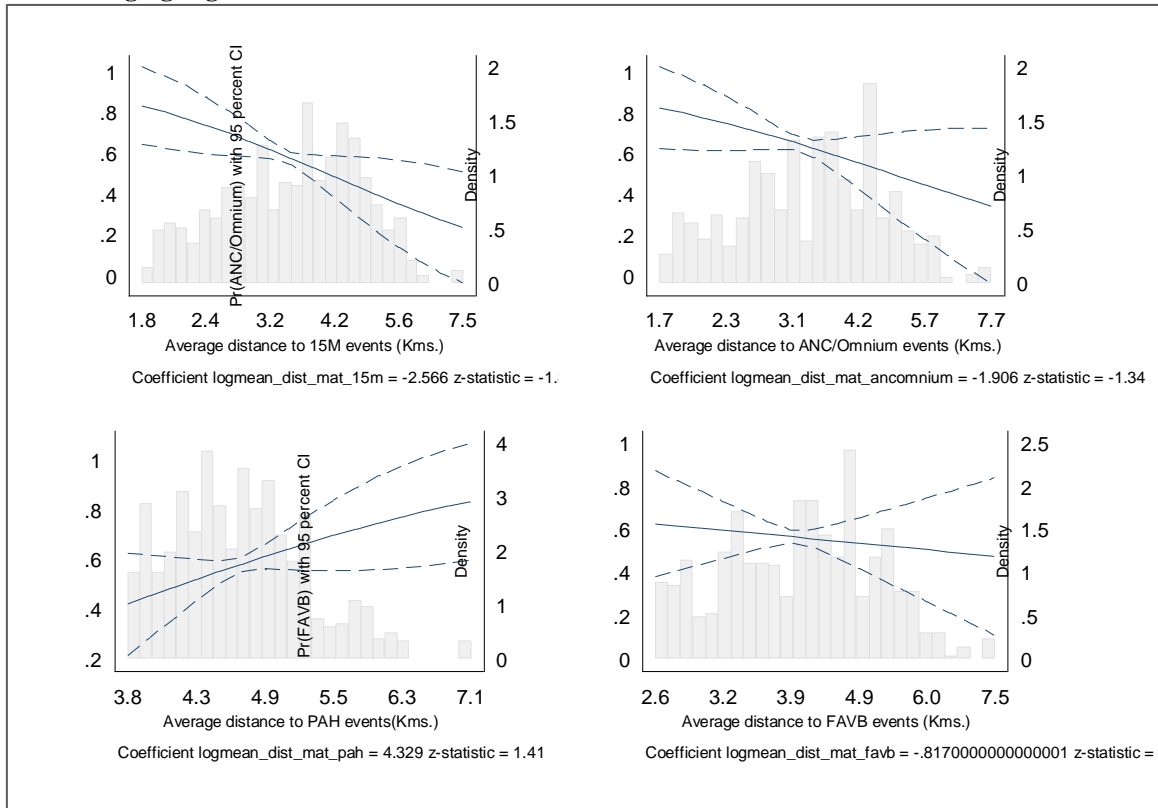 Pr(ANC/Omnium) with 95 percent CI
1
.8
.6
.4
.2
0
2
1.5
1
.5
0
Density
1.8 2.4 3.2 4.2 5.6 7.5
Average distance to 15M events (Kms.)
Coefficient logmean_dist_mat_15m = -2.566 z-statistic = -1.
1
.8
.6
.4
.2
0
2
1.5
1
.5
0
Density
1.7 2.3 3.1 4.2 5.7 7.7
Average distance to ANC/Omnium events (Kms.)
Coefficient logmean_dist_mat_ancomnium = -1.906 z-statistic = -1.34
Pr(FAVB) with 95 percent CI
1
.8
.6
.4
.2
4
3
2
1
0
Density
3.8 4.3 4.9 5.5 6.3 7.1
Average distance to PAH events(Kms.)
Coefficient logmean_dist_mat_pah = 4.329 z-statistic = 1.41
1
.8
.6
.4
.2
0
2.5
2
1.5
1
.5
0
Density
2.6 3.2 3.9 4.9 6.0 7.5
Average distance to FAVB events (Kms.)
Coefficient logmean_dist_mat_favb = -.8170000000000001 z-statistic =